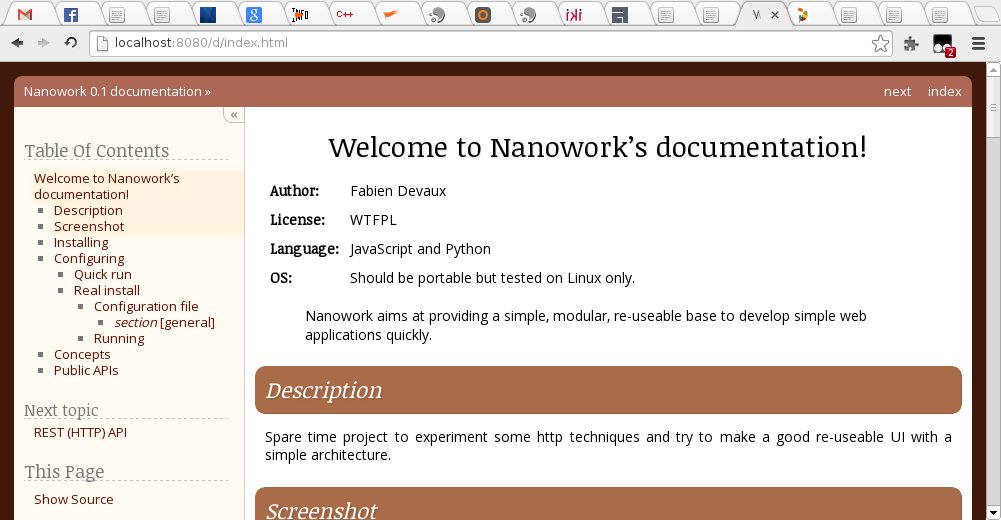 C++
iki
W
localhost:8080/d/index.html
2
Nanowork 0.1 documentation »
next
index
«
Table Of Contents
Welcome to Nanowork's
documentation!
Description
Screenshot
Installing
Configuring
Quick run
Real install
Configuration file
section [general]
Running
Concepts
Public APIs
Next topic
REST (HTTP) API
This Page
Show Source
Welcome to Nanowork’s documentation!
Author: Fabien Devaux
License: WTFPL
Language: JavaScript and Python
OS: Should be portable but tested on Linux only.
Nanowork aims at providing a simple, modular, re-useable base to develop simple web
applications quickly.
Description
Spare time project to experiment some http techniques and try to make a good re-useable UI with a
simple architecture.
Screenshot